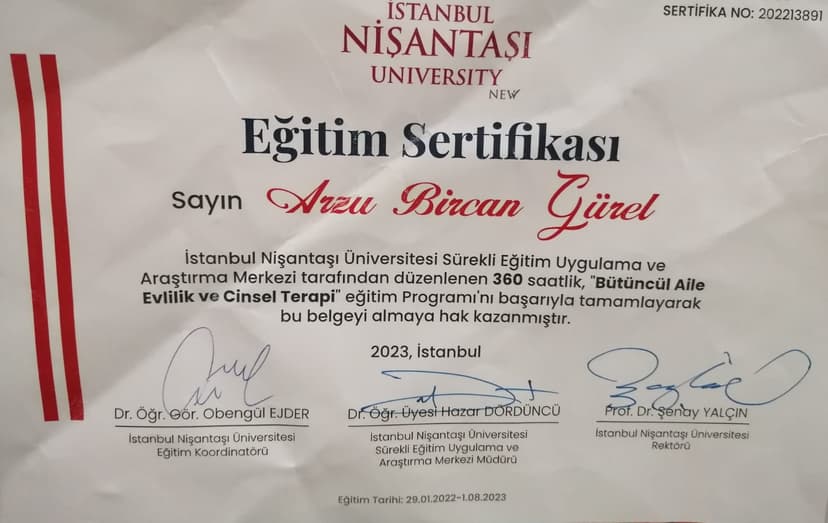 SERTİFİKA NO: 202213891
İSTANBUL
NİŞANTAŞI
UNIVERSITY
NEW
Eğitim Sertifikası
Sayın Arzu Bircan Gürel
İstanbul Nişantaşı Üniversitesi Sürekli Eğitim Uygulama ve
Araştırma Merkezi tarafından düzenlenen 360 saatlik, "Bütüncül Aile
Evlilik ve Cinsel Terapi" eğitim Programı'nı başarıyla tamamlayarak
bu belgeyi almaya hak kazanmıştır.
2023, İstanbul
Dr. Öğr. Gör. Obengül EJDER
İstanbul Nişantaşı Üniversitesi
Eğitim Koordinatörü
Dr. Öğr. Üyesi Hazar DÖRDÜNCÜ
İstanbul Nişantaşı Üniversitesi
Sürekli Eğitim Uygulama ve
Araştırma Merkezi Müdürü
Prof. Dr. Şenay YALÇIN
İstanbul Nişantaşı Üniversitesi
Rektörü
Eğitim Tarihi: 29.01.2022-1.08.2023